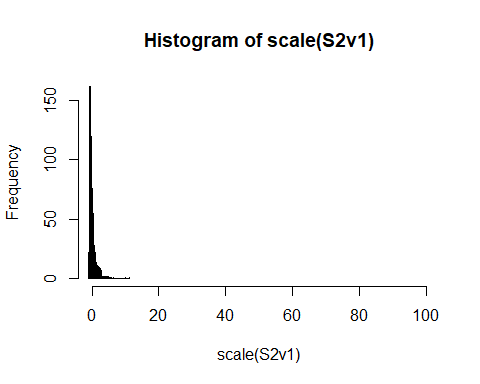 Histogram of scale(S2v1)
Frequency
150
100
50
0
0 20 40 60 80 100
scale(S2v1)